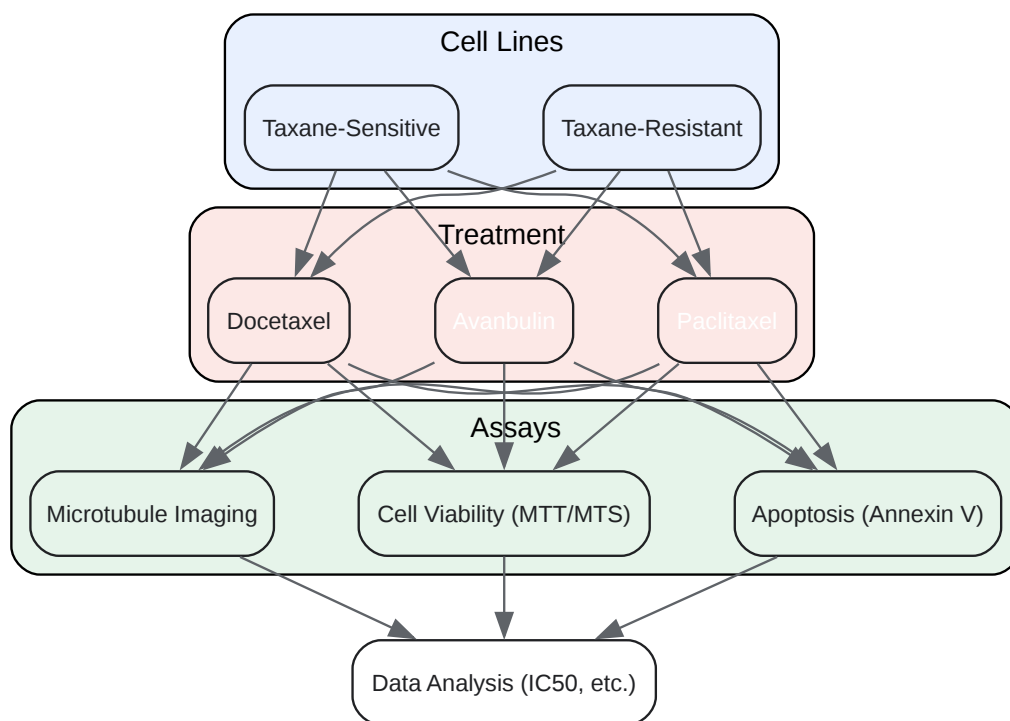 Cell Lines
Taxane-Sensitive
Taxane-Resistant
Treatment
Docetaxel
Avanbulin
Paclitaxel
Assays
Microtubule Imaging
Cell Viability (MTT/MTS)
Apoptosis (Annexin V)
Data Analysis (IC50, etc.)